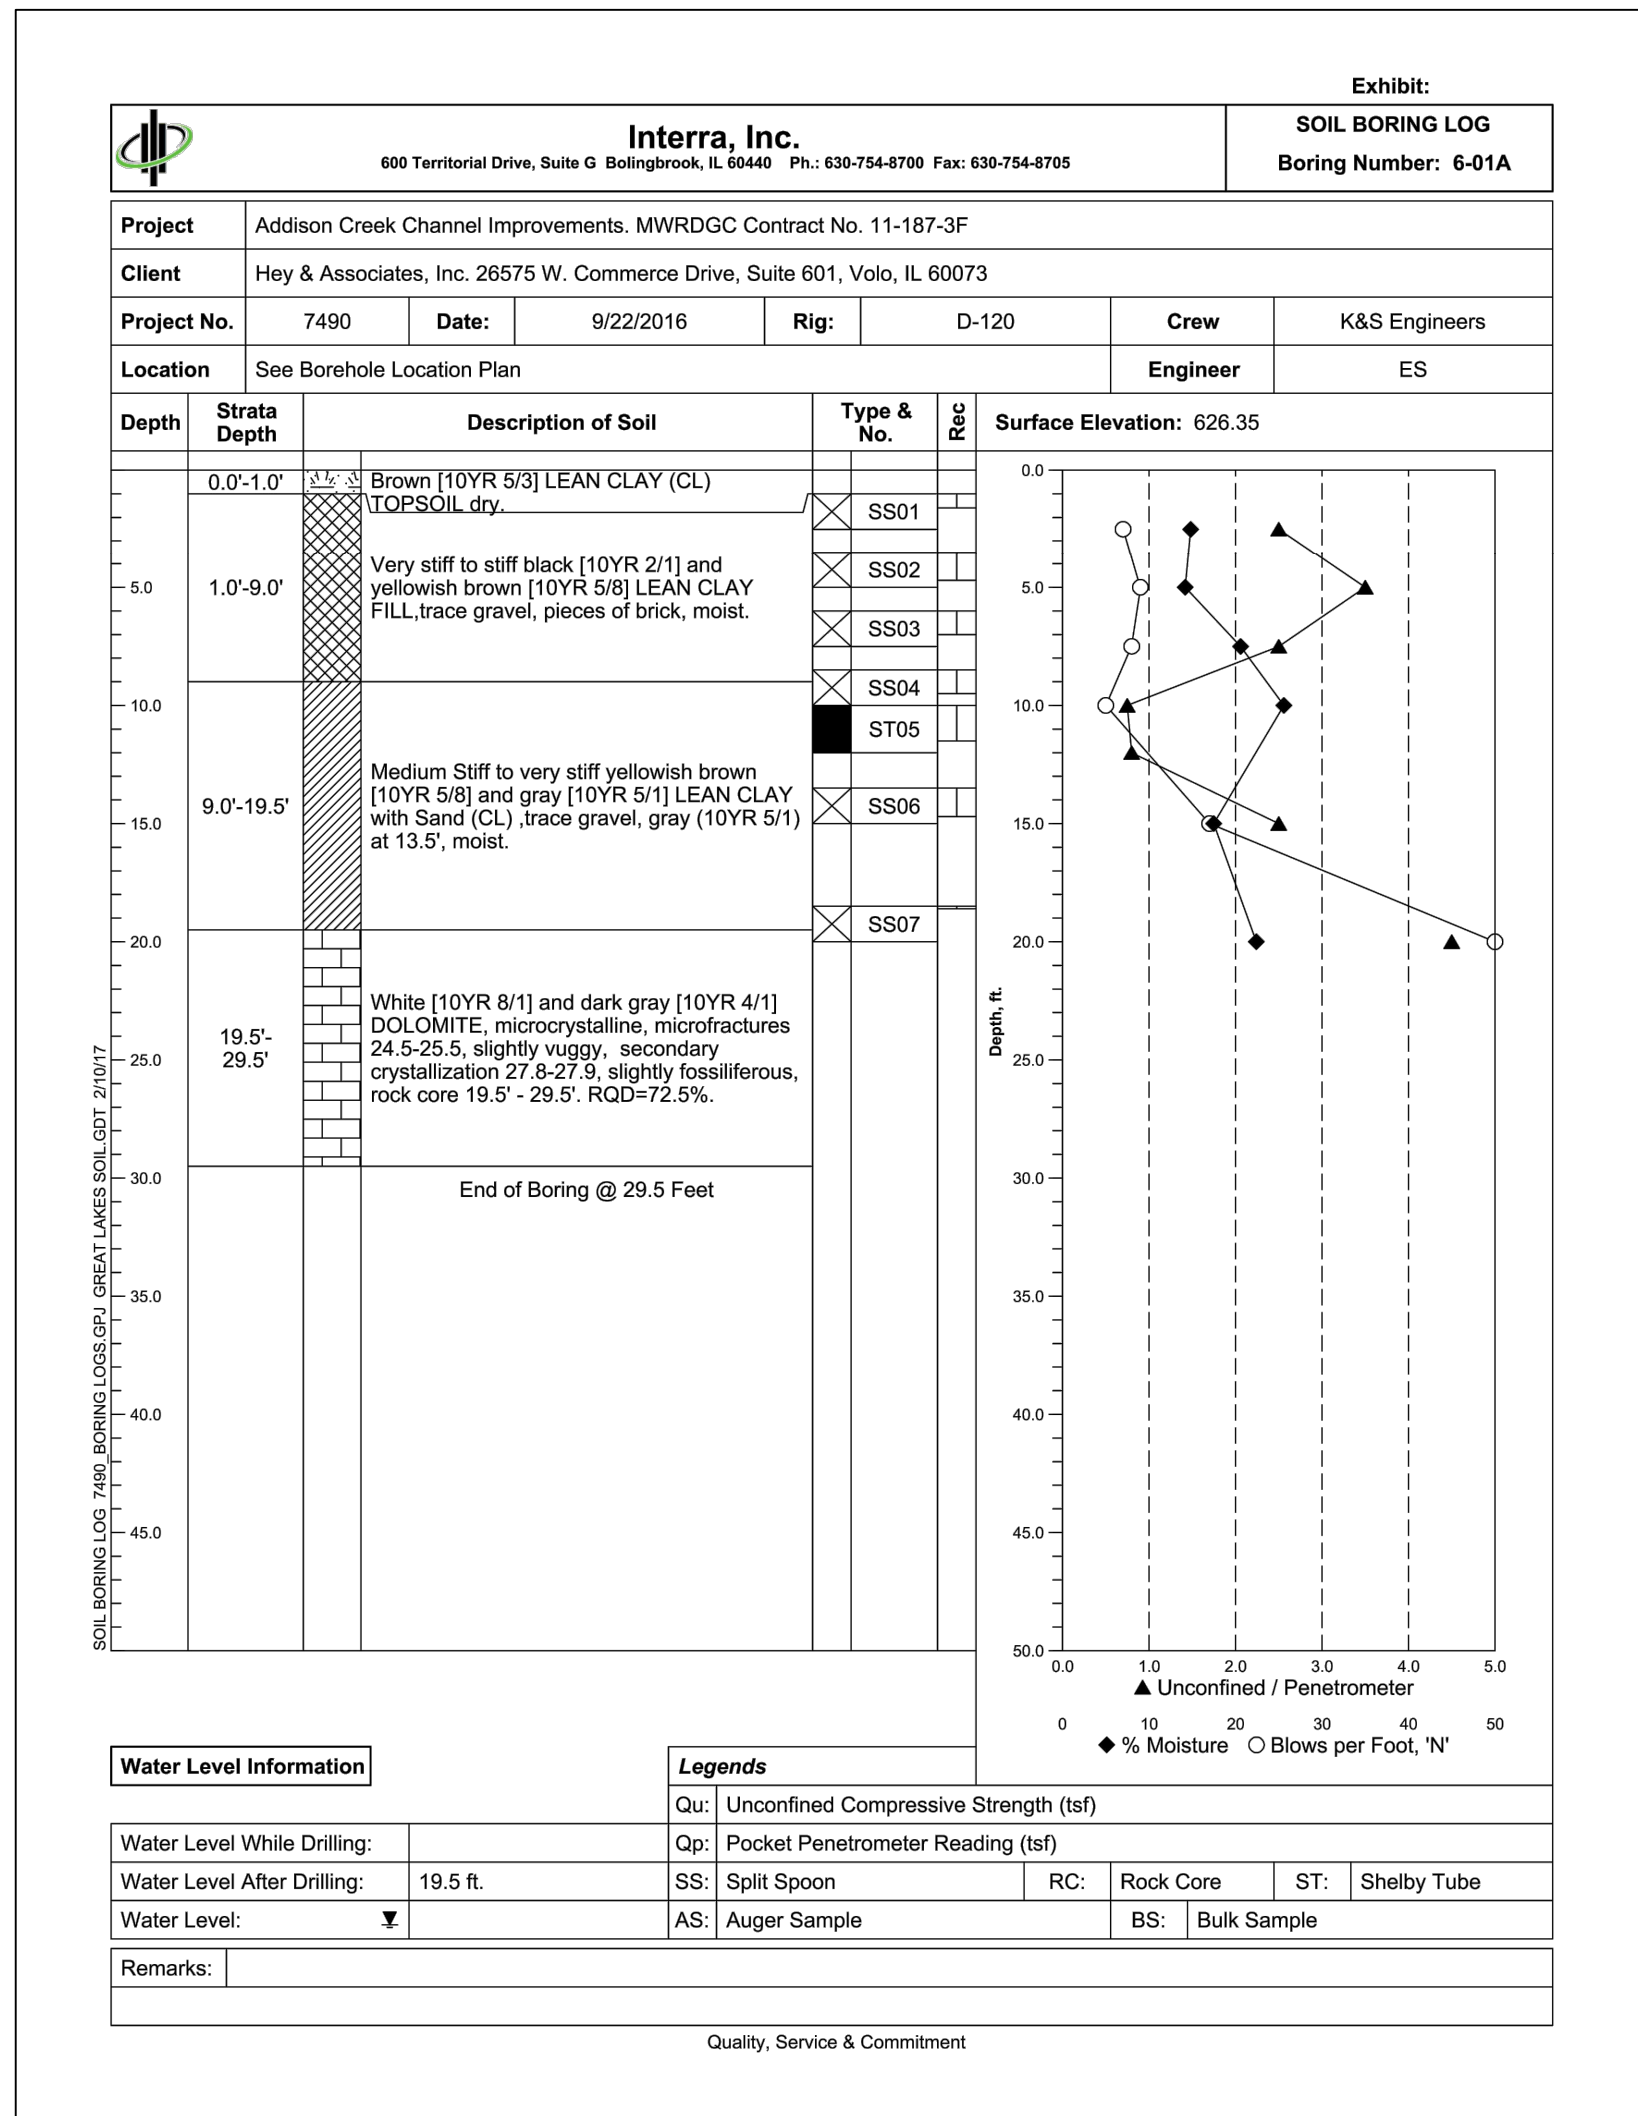 Exhibit:
Interra, Inc.
600 Territorial Drive, Suite G  Bolingbrook, IL 60440    Ph.: 630-754-8700  Fax: 630-754-8705
SOIL BORING LOG
Boring Number:  6-01A
Project Addison Creek Channel Improvements. MWRDGC Contract No. 11-187-3F
Client Hey & Associates, Inc. 26575 W. Commerce Drive, Suite 601, Volo, IL 60073
Project No. 7490 Date: 9/22/2016 Rig: D-120 Crew K&S Engineers
Location See Borehole Location Plan Engineer ES
Depth Strata Depth Description of Soil Type & No. Rec Surface Elevation:  626.35
0.0'-1.0' Brown [10YR 5/3] LEAN CLAY (CL)
TOPSOIL dry.
SS01
1.0'-9.0'
Very stiff to stiff black [10YR 2/1] and
yellowish brown [10YR 5/8] LEAN CLAY
FILL,trace gravel, pieces of brick, moist.
SS02
SS03
SS04
ST05
9.0'-19.5'
Medium Stiff to very stiff yellowish brown
[10YR 5/8] and gray [10YR 5/1] LEAN CLAY
with Sand (CL) ,trace gravel, gray (10YR 5/1)
at 13.5', moist.
SS06
SS07
19.5'-
29.5'
White [10YR 8/1] and dark gray [10YR 4/1]
DOLOMITE, microcrystalline, microfractures
24.5-25.5, slightly vuggy,  secondary
crystallization 27.8-27.9, slightly fossiliferous,
rock core 19.5' - 29.5'. RQD=72.5%.
End of Boring @ 29.5 Feet
5.0
10.0
15.0
20.0
25.0
30.0
35.0
40.0
45.0
SOIL BORING LOG  7490_BORING LOGS.GPJ  GREAT LAKES SOIL.GDT  2/10/17
0.0
5.0
10.0
15.0
20.0
25.0
30.0
35.0
40.0
45.0
50.0
Depth, ft.
0.0 1.0 2.0 3.0 4.0 5.0
▲ Unconfined / Penetrometer
0 10 20 30 40 50
◆ % Moisture ○ Blows per Foot, 'N'
Water Level Information
Legends
Qu: Unconfined Compressive Strength (tsf)
Water Level While Drilling: Qp: Pocket Penetrometer Reading (tsf)
Water Level After Drilling: 19.5 ft. SS: Split Spoon RC: Rock Core ST: Shelby Tube
Water Level: AS: Auger Sample BS: Bulk Sample
Remarks:
Quality, Service & Commitment